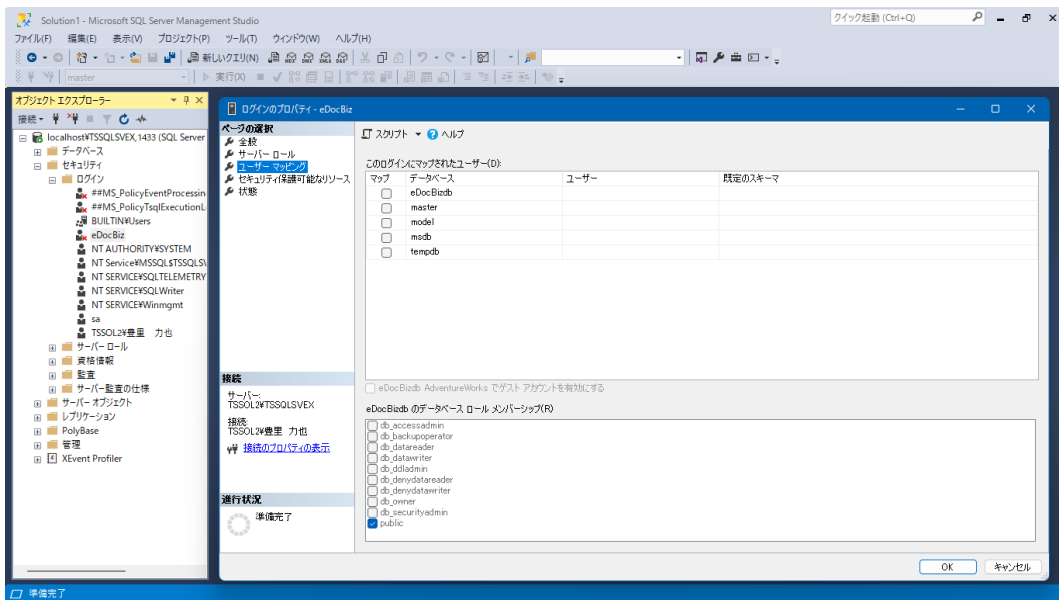 Solution1 - Microsoft SQL Server Management Studio
クイック起動 (Ctrl+Q)
ファイル(F) 編集(E) 表示(V) プロジェクト(P) ツール(T) ウィンドウ(W) ヘルプ(H)
新しいクエリ(N)
master
実行(X)
オブジェクト エクスプローラー
接続
localhost¥TSSQLSVEX,1433 (SQL Server
データベース
セキュリティ
ログイン
##MS_PolicyEventProcessin
##MS_PolicyTsqlExecutionL
BUILTIN¥Users
eDocBiz
NT AUTHORITY¥SYSTEM
NT Service¥MSSQL$TSSQLS
NT SERVICE¥SQLTELEMETRY
NT SERVICE¥SQLWriter
NT SERVICE¥Winmgmt
sa
TSSOL2¥豊里 力也
サーバー ロール
資格情報
監査
サーバー監査の仕様
サーバー オブジェクト
レプリケーション
PolyBase
管理
XEvent Profiler
ログインのプロパティ - eDocBiz
ページの選択
全般
サーバー ロール
ユーザー マッピング
セキュリティ保護可能なリソース
状態
接続
サーバー:
TSSOL2¥TSSQLSVEX
接続:
TSSOL2¥豊里 力也
接続のプロパティの表示
進行状況
準備完了
スクリプト ヘルプ
このログインにマップされたユーザー(D):
マップ データベース ユーザー 既定のスキーマ
eDocBizdb
master
model
msdb
tempdb
eDocBizdb AdventureWorks でゲスト アカウントを有効にする
eDocBizdb のデータベース ロール メンバーシップ(R)
db_accessadmin
db_backupoperator
db_datareader
db_datawriter
db_ddladmin
db_denydatareader
db_denydatawriter
db_owner
db_securityadmin
public
OK キャンセル
準備完了